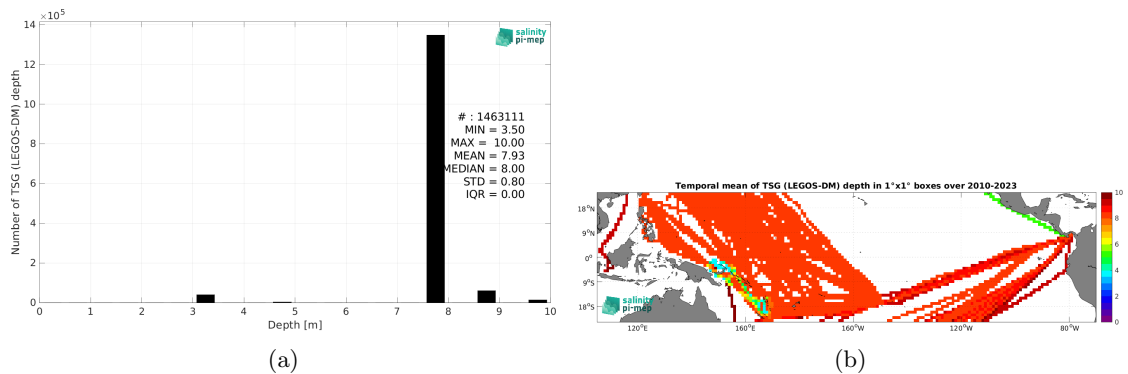 ×10⁵
14
12
10
8
6
4
2
0
Number of TSG (LEGOS-DM) depth
salinity
pi-mep
# : 1463111
MIN = 3.50
MAX = 10.00
MEAN = 7.93
MEDIAN = 8.00
STD = 0.80
IQR = 0.00
0 1 2 3 4 5 6 7 8 9 10
Depth [m]
(a)
Temporal mean of TSG (LEGOS-DM) depth in 1°x1° boxes over 2010-2023
18°N
9°N
0°
9°S
18°S
salinity
pi-mep
120°E 160°E 160°W 120°W 80°W
10
8
6
4
2
0
(b)